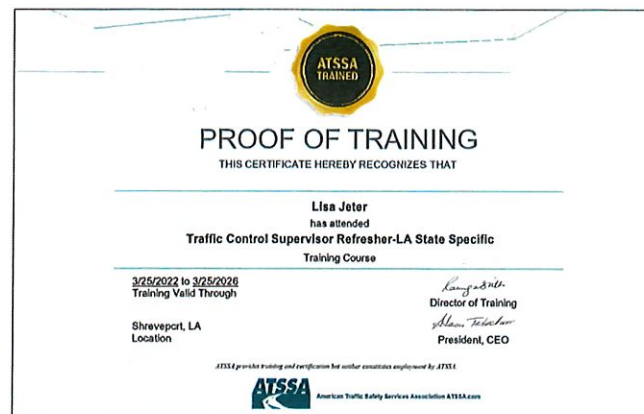 ATSSA
TRAINED
PROOF OF TRAINING
THIS CERTIFICATE HEREBY RECOGNIZES THAT
Lisa Jeter
has attended
Traffic Control Supervisor Refresher-LA State Specific
Training Course
3/25/2022 to 3/25/2026
Training Valid Through
Director of Training
Shreveport, LA
Location
President, CEO
ATSSA provides training and certification but neither constitutes employment by ATSSA.
ATSSA
American Traffic Safety Services Association ATSSA.com